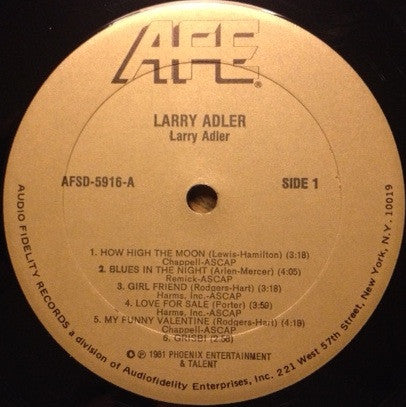 AFE®
LARRY ADLER
Larry Adler
AFSD-5916-A
SIDE 1
1. HOW HIGH THE MOON (Lewis-Hamilton) (3:18)
Chappell-ASCAP
2. BLUES IN THE NIGHT (Arlen-Mercer) (4:05)
Remick-ASCAP
3. GIRL FRIEND (Rodgers-Hart) (3:18)
Harms, Inc.-ASCAP
4. LOVE FOR SALE (Porter) (3:59)
Harms, Inc.-ASCAP
5. MY FUNNY VALENTINE (Rodgers-Hart) (4:19)
Chappell-ASCAP
6. GRISBI (2:58)
© ℗ 1981 PHOENIX ENTERTAINMENT
& TALENT
AUDIO FIDELITY RECORDS a division of Audiofidelity Enterprises, Inc. 221 West 57th Street, New York, N.Y. 10019